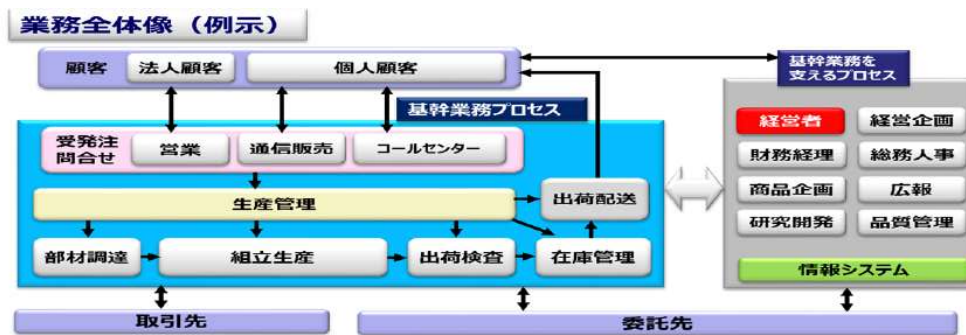 業務全体像（例示）
顧客
法人顧客
個人顧客
基幹業務を
支えるプロセス
基幹業務プロセス
受発注
問合せ
営業
通信販売
コールセンター
生産管理
出荷配送
部材調達
組立生産
出荷検査
在庫管理
経営者
経営企画
財務経理
総務人事
商品企画
広報
研究開発
品質管理
情報システム
取引先
委託先